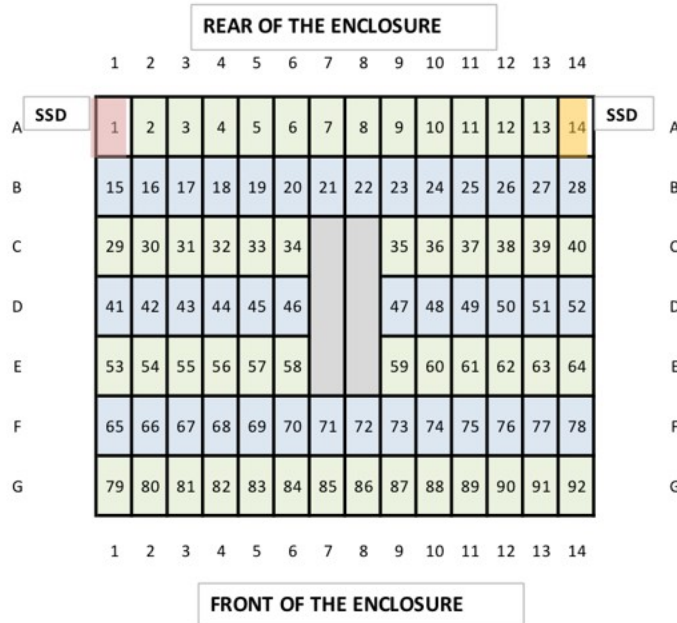 REAR OF THE ENCLOSURE
1 2 3 4 5 6 7 8 9 10 11 12 13 14
SSD SSD
A 1 2 3 4 5 6 7 8 9 10 11 12 13 14 A
B 15 16 17 18 19 20 21 22 23 24 25 26 27 28 B
C 29 30 31 32 33 34 35 36 37 38 39 40 C
D 41 42 43 44 45 46 47 48 49 50 51 52 D
E 53 54 55 56 57 58 59 60 61 62 63 64 E
F 65 66 67 68 69 70 71 72 73 74 75 76 77 78 F
G 79 80 81 82 83 84 85 86 87 88 89 90 91 92 G
1 2 3 4 5 6 7 8 9 10 11 12 13 14
FRONT OF THE ENCLOSURE